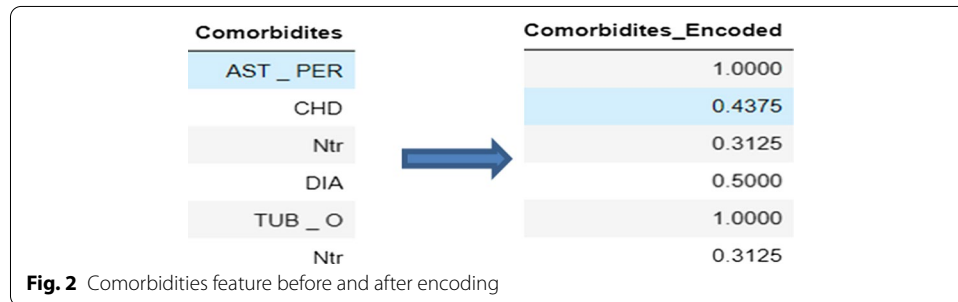 Comorbidites Comorbidites_Encoded
AST _ PER 1.0000
CHD 0.4375
Ntr 0.3125
DIA 0.5000
TUB _ O 1.0000
Ntr 0.3125
Fig. 2 Comorbidities feature before and after encoding